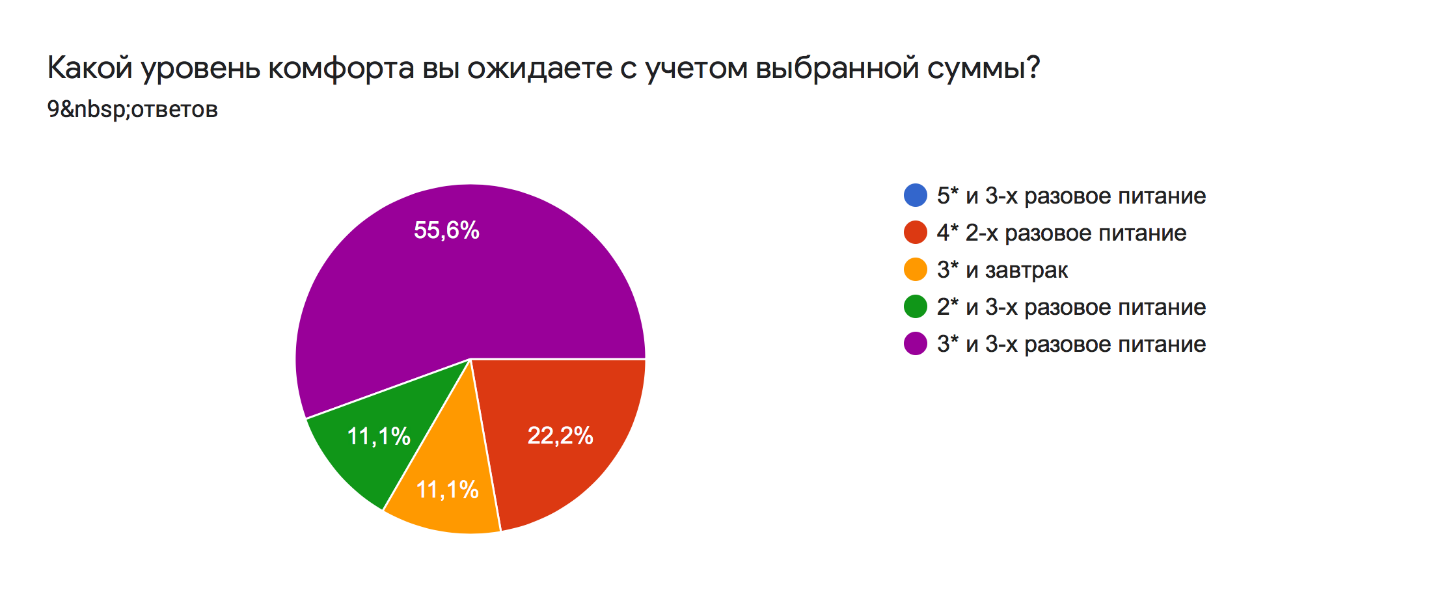 Какой уровень комфорта вы ожидаете с учетом выбранной суммы?
9&nbsp;ответов
5* и 3-х разовое питание
4* 2-х разовое питание
3* и завтрак
2* и 3-х разовое питание
3* и 3-х разовое питание
55,6%
11,1%
22,2%
11,1%